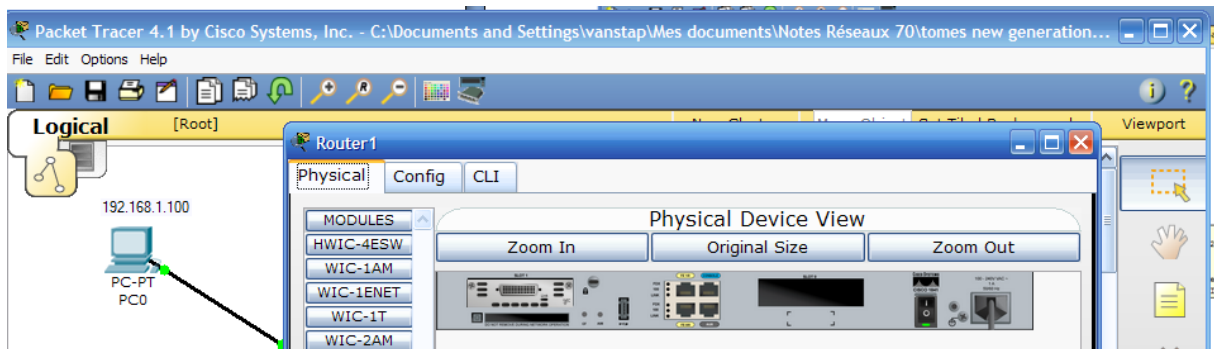 Packet Tracer 4.1 by Cisco Systems, Inc. - C:\Documents and Settings\vanstap\Mes documents\Notes Réseaux 70\tomes new generation...
File Edit Options Help
Logical [Root] Viewport
Router1
Physical Config CLI
192.168.1.100
PC-PT
PC0
MODULES
HWIC-4ESW
WIC-1AM
WIC-1ENET
WIC-1T
WIC-2AM
Physical Device View
Zoom In Original Size Zoom Out